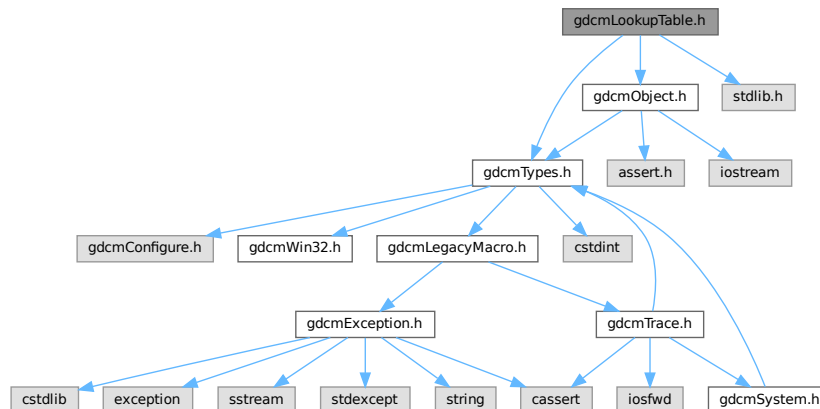 gdcmLookupTable.h
gdcmObject.h
stdlib.h
gdcmTypes.h
assert.h
iostream
gdcmConfigure.h
gdcmWin32.h
gdcmLegacyMacro.h
cstdint
gdcmException.h
gdcmTrace.h
cstdlib
exception
sstream
stdexcept
string
cassert
iosfwd
gdcmSystem.h